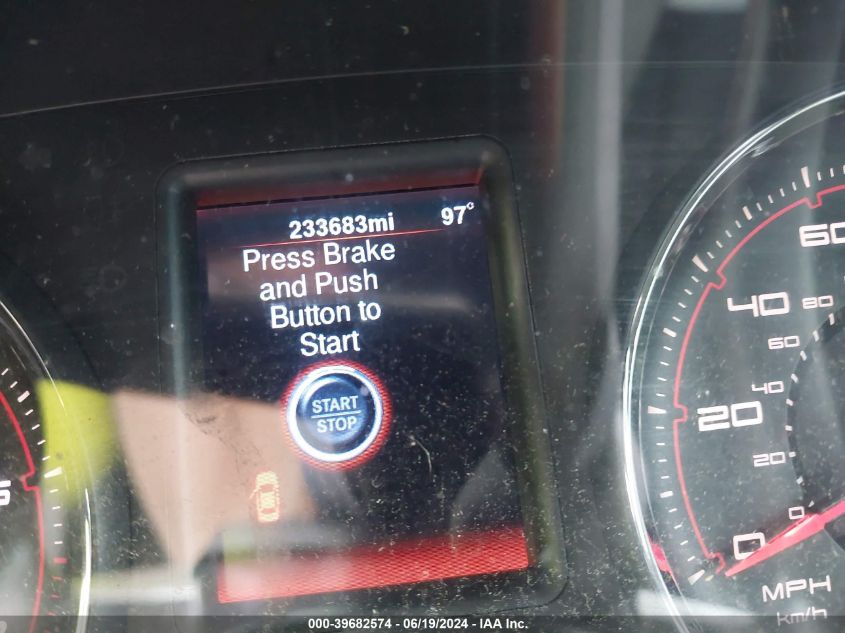 233683mi 97°
Press Brake
and Push
Button to
Start
START
STOP
60
40 80
60
40
20
20
0 0
MPH
km/h
5
000-39682574 | 06/19/2024 - IAA Inc.